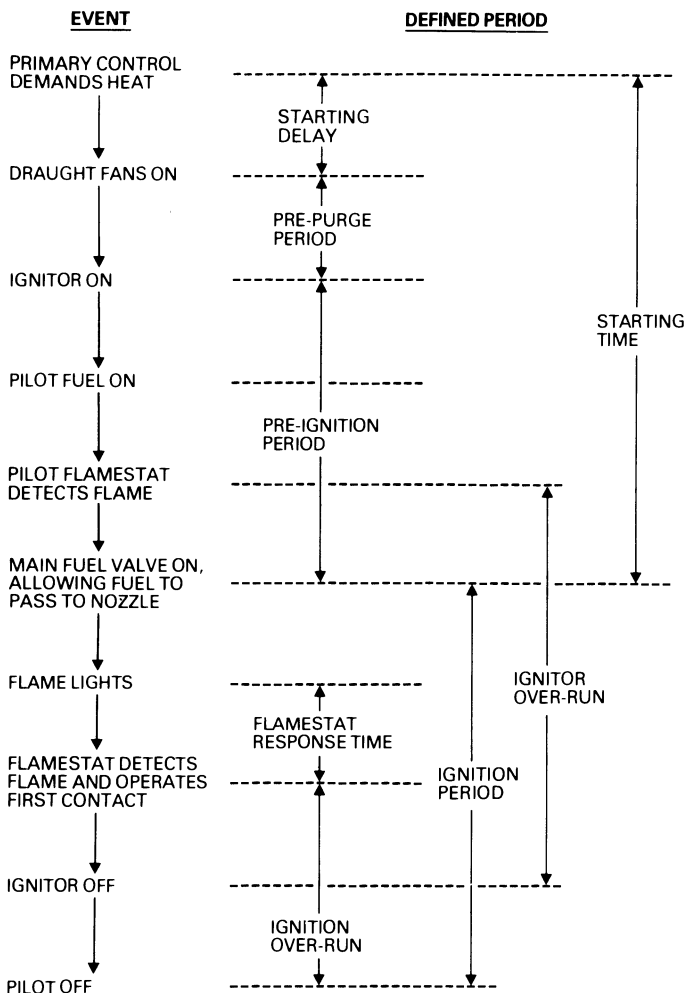 EVENT
DEFINED PERIOD
PRIMARY CONTROL
DEMANDS HEAT
STARTING
DELAY
DRAUGHT FANS ON
PRE-PURGE
PERIOD
IGNITOR ON
STARTING
TIME
PILOT FUEL ON
PRE-IGNITION
PERIOD
PILOT FLAMESTAT
DETECTS FLAME
MAIN FUEL VALVE ON,
ALLOWING FUEL TO
PASS TO NOZZLE
FLAME LIGHTS
IGNITOR
OVER-RUN
FLAMESTAT
RESPONSE TIME
FLAMESTAT DETECTS
FLAME AND OPERATES
FIRST CONTACT
IGNITION
PERIOD
IGNITOR OFF
IGNITION
OVER-RUN
PILOT OFF